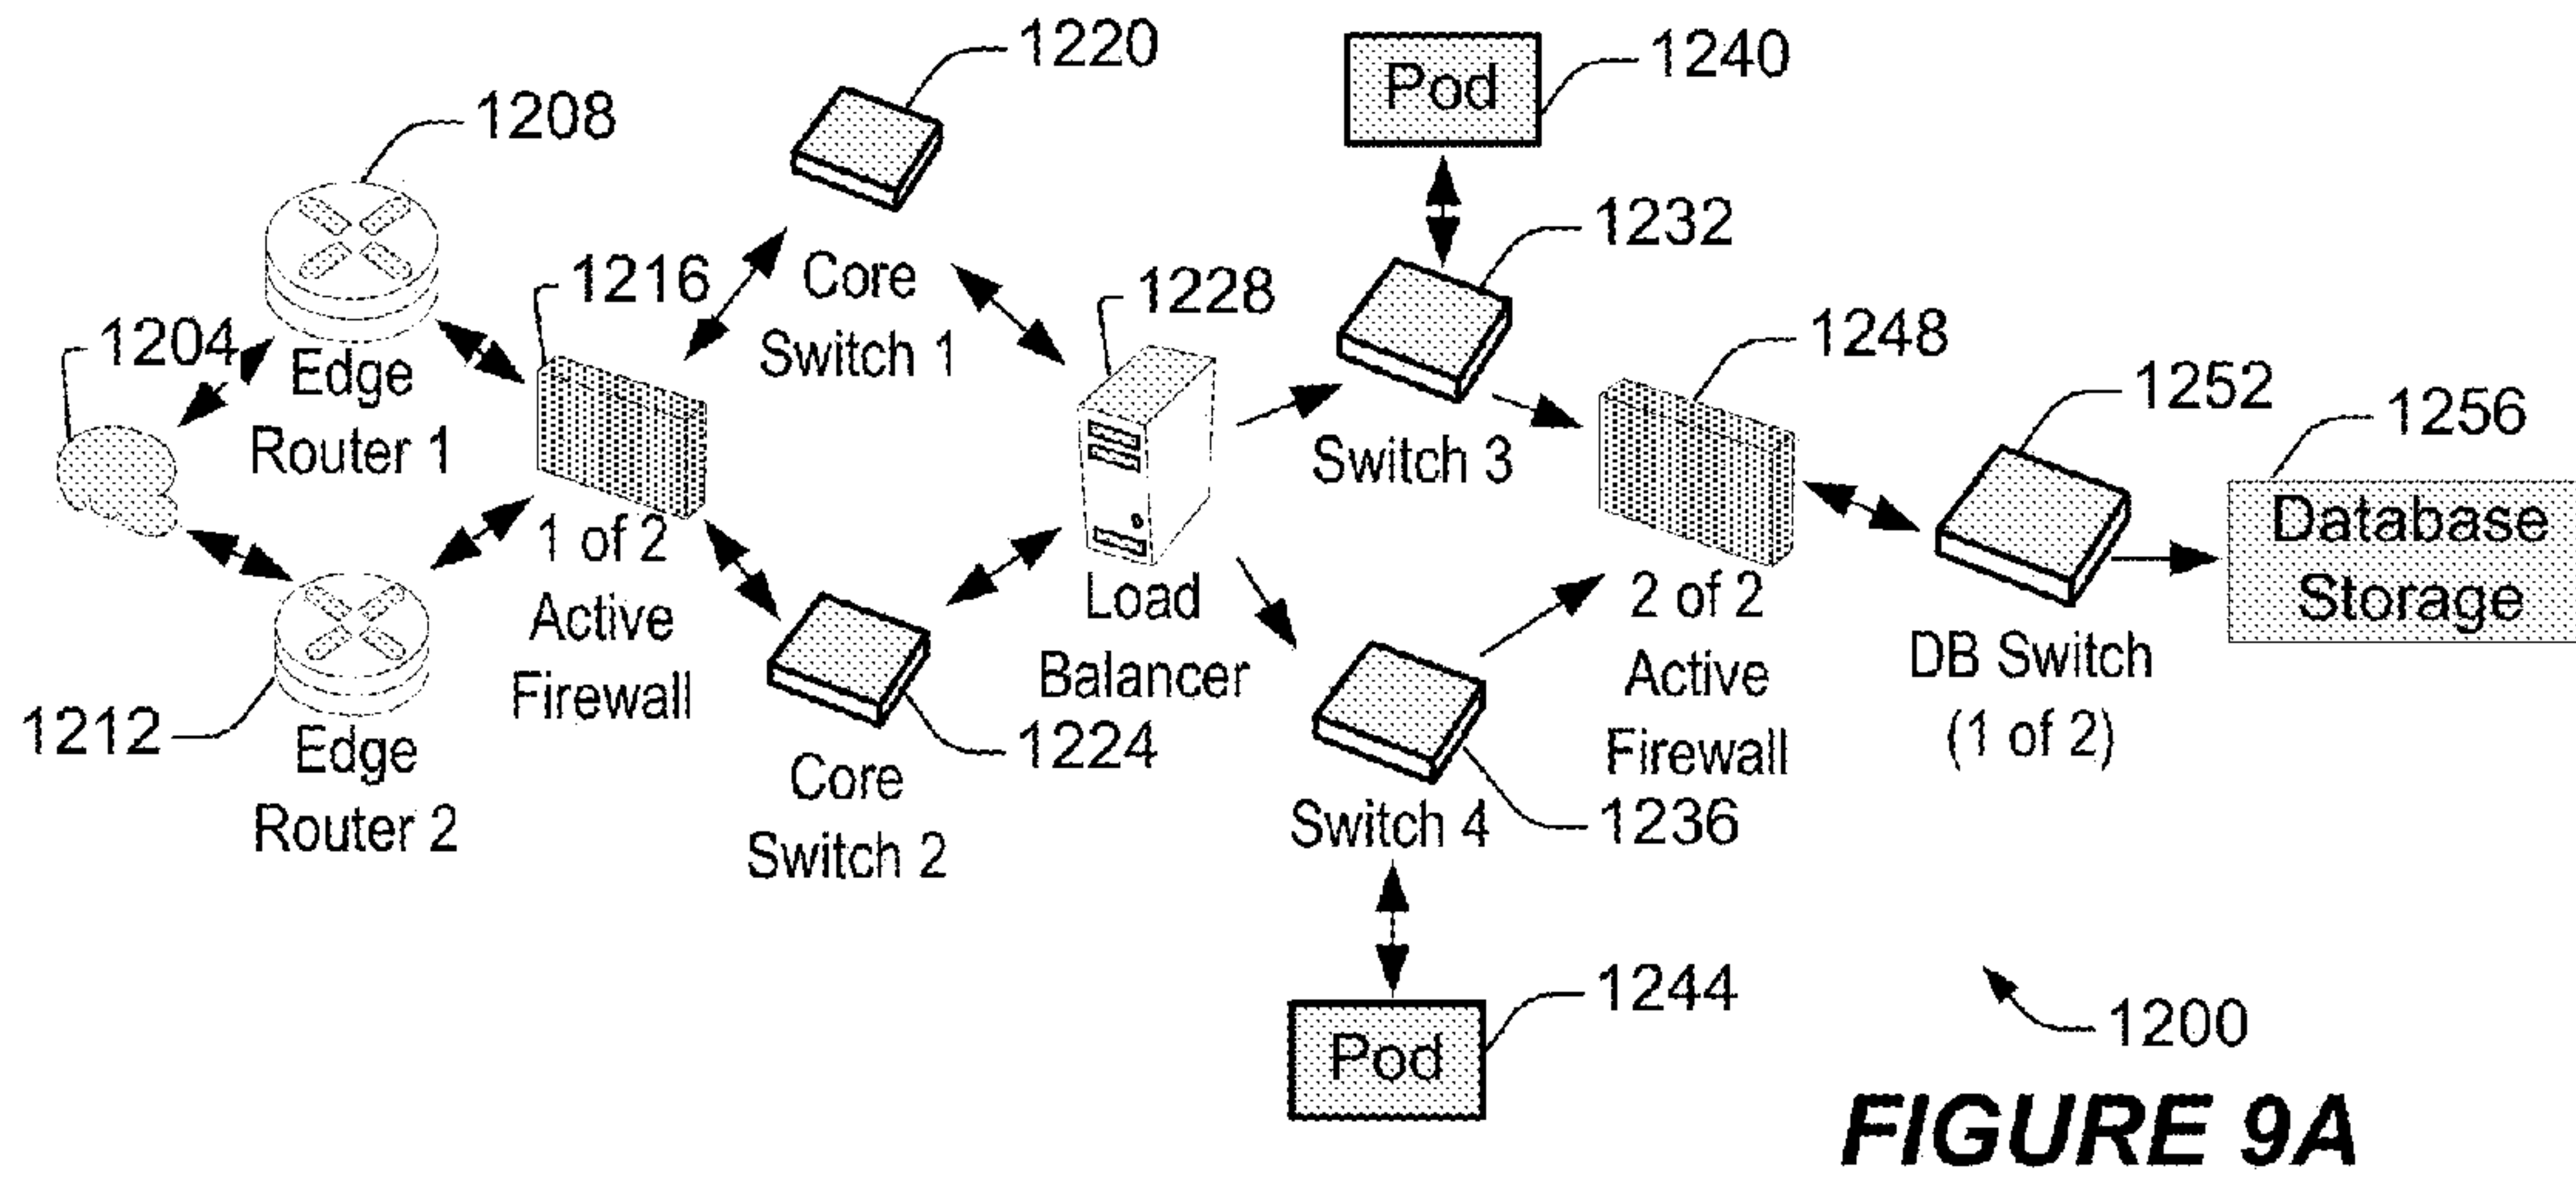 1220
1240
Pod
1208
1232
1216
Core
Switch 1
1228
1204
Edge
Router 1
1248
1252
1256
Switch 3
Database
Storage
1 of 2
Active
Firewall
Load
Balancer
2 of 2
Active
Firewall
DB Switch
(1 of 2)
1212
Edge
Router 2
1224
Core
Switch 2
Switch 4
1236
1244
Pod
1200
FIGURE 9A